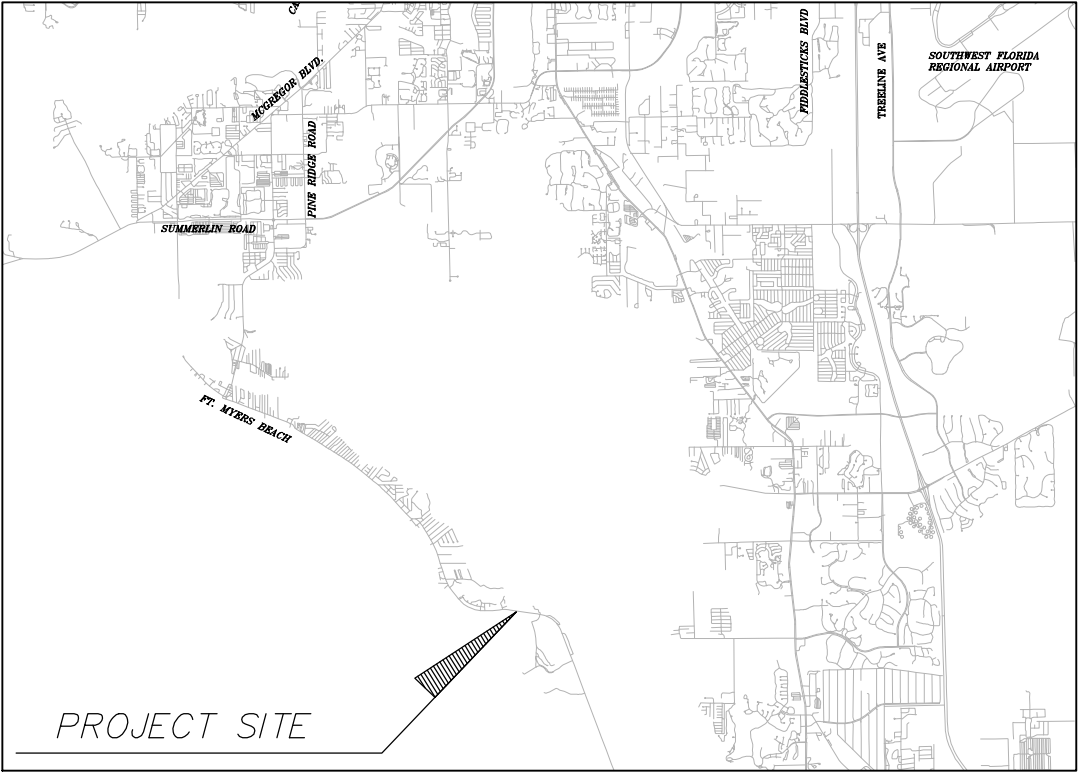 FIDDLESTICKS BLVD
TREELINE AVE
SOUTHWEST FLORIDA
REGIONAL AIRPORT
MCGREGOR BLVD.
PINE RIDGE ROAD
SUMMERLIN ROAD
FT. MYERS BEACH
PROJECT SITE